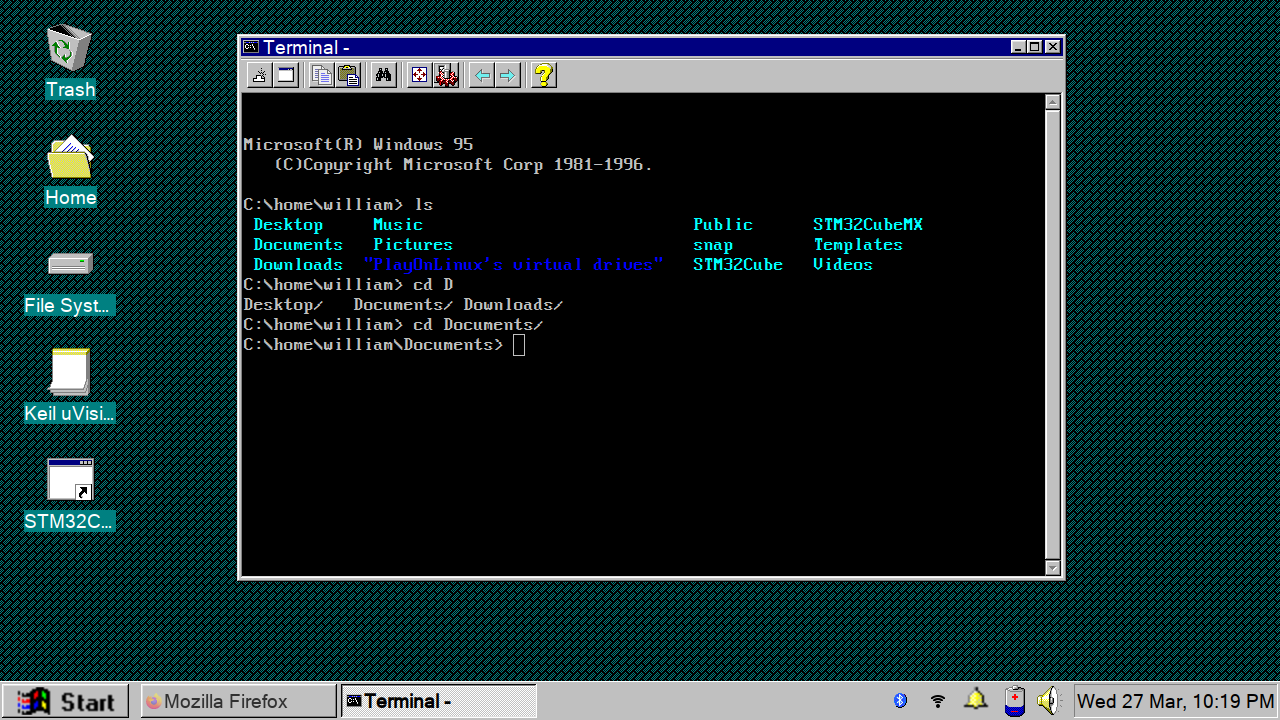 Trash
Home
File Syst...
Keil uVisi...
STM32C...
Terminal -
Microsoft(R) Windows 95
(C)Copyright Microsoft Corp 1981-1996.
C:\home\william> ls
Desktop Music Public STM32CubeMX
Documents Pictures snap Templates
Downloads "PlayOnLinux's virtual drives" STM32Cube Videos
C:\home\william> cd D
Desktop/ Documents/ Downloads/
C:\home\william> cd Documents/
C:\home\william\Documents>
Start Mozilla Firefox Terminal - Wed 27 Mar, 10:19 PM